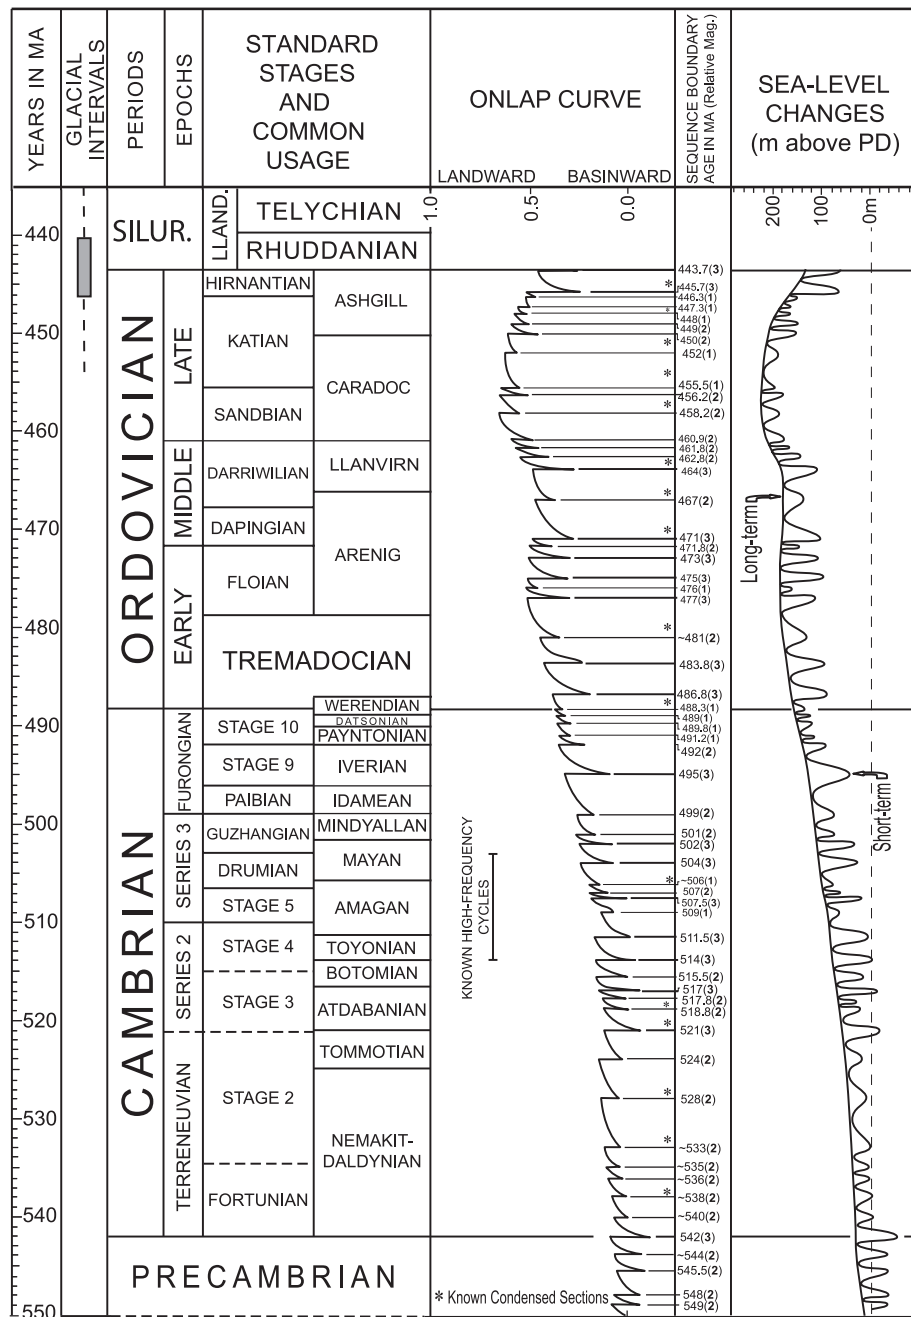 YEARS IN MA
GLACIAL
INTERVALS
PERIODS
EPOCHS
STANDARD
STAGES
AND
COMMON
USAGE
ONLAP CURVE
LANDWARD
BASINWARD
SEQUENCE BOUNDARY
AGE IN MA (Relative Mag.)
SEA-LEVEL
CHANGES
(m above PD)
1.0
0.5
0.0
200
100
0m
440
450
460
470
480
490
500
510
520
530
540
550
SILUR.
LLAND.
TELYCHIAN
RHUDDANIAN
ORDOVICIAN
LATE
MIDDLE
EARLY
HIRNANTIAN
KATIAN
SANDBIAN
DARRIWILIAN
DAPINGIAN
FLOIAN
ASHGILL
CARADOC
LLANVIRN
ARENIG
TREMADOCIAN
CAMBRIAN
FURONGIAN
SERIES 3
SERIES 2
TERRENEUVIAN
STAGE 10
STAGE 9
PAIBIAN
GUZHANGIAN
DRUMIAN
STAGE 5
STAGE 4
STAGE 3
STAGE 2
FORTUNIAN
WERENDIAN
DATSONIAN
PAYNTONIAN
IVERIAN
IDAMEAN
MINDYALLAN
MAYAN
AMAGAN
TOYONIAN
BOTOMIAN
ATDABANIAN
TOMMOTIAN
NEMAKIT-
DALDYNIAN
PRECAMBRIAN
KNOWN HIGH-FREQUENCY
CYCLES
* Known Condensed Sections
443.7(3)
445.7(3)
446.3(1)
447.3(1)
448(1)
449(2)
450(2)
452(1)
455.5(1)
456.2(2)
458.2(2)
460.9(2)
461.8(2)
462.8(2)
464(3)
467(2)
471(3)
471.8(2)
473(3)
475(3)
476(1)
477(3)
~481(2)
483.8(3)
486.8(3)
488.3(1)
489(1)
489.8(1)
491.2(1)
492(2)
495(3)
499(2)
501(2)
502(3)
504(3)
~506(1)
507(2)
507.5(3)
509(1)
511.5(3)
514(3)
515.5(2)
517(3)
517.8(2)
518.8(2)
521(3)
524(2)
528(2)
~533(2)
~535(2)
~536(2)
~538(2)
~540(2)
542(3)
~544(2)
545.5(2)
548(2)
549(2)
Long-term
Short-term